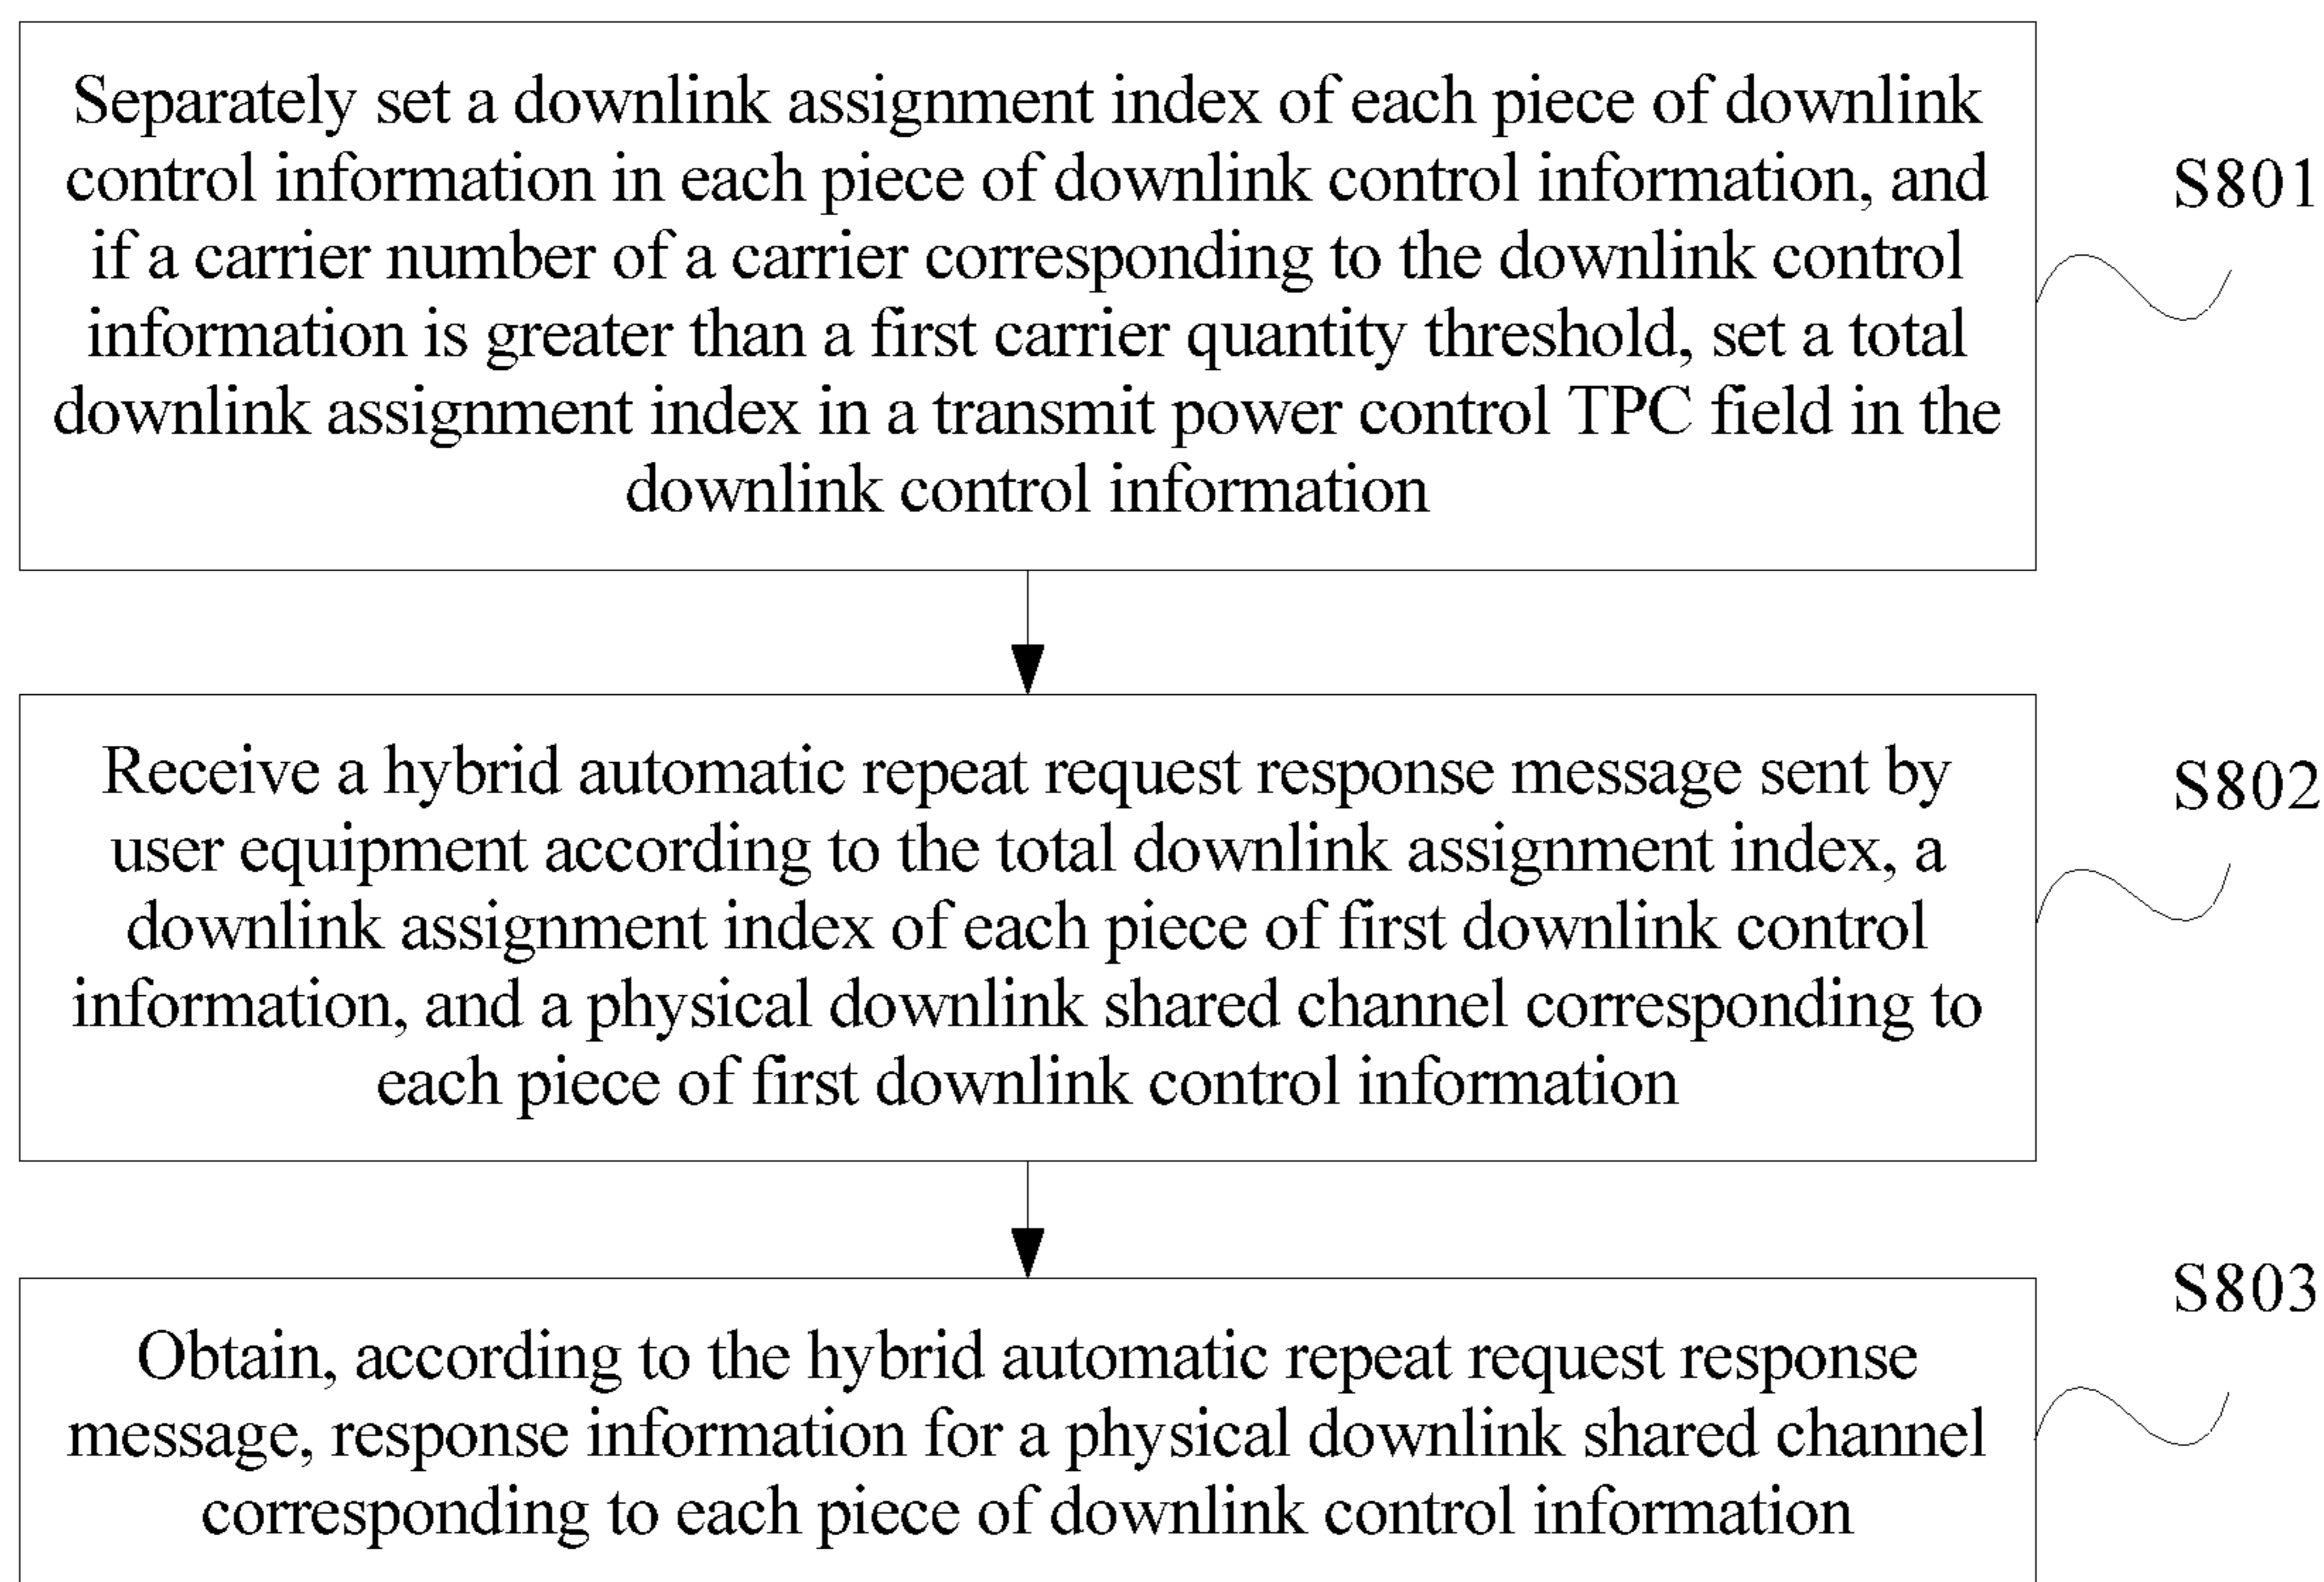 Separately set a downlink assignment index of each piece of downlink
control information in each piece of downlink control information, and
if a carrier number of a carrier corresponding to the downlink control
information is greater than a first carrier quantity threshold, set a total
downlink assignment index in a transmit power control TPC field in the
downlink control information
S801
Receive a hybrid automatic repeat request response message sent by
user equipment according to the total downlink assignment index, a
downlink assignment index of each piece of first downlink control
information, and a physical downlink shared channel corresponding to
each piece of first downlink control information
S802
Obtain, according to the hybrid automatic repeat request response
message, response information for a physical downlink shared channel
corresponding to each piece of downlink control information
S803